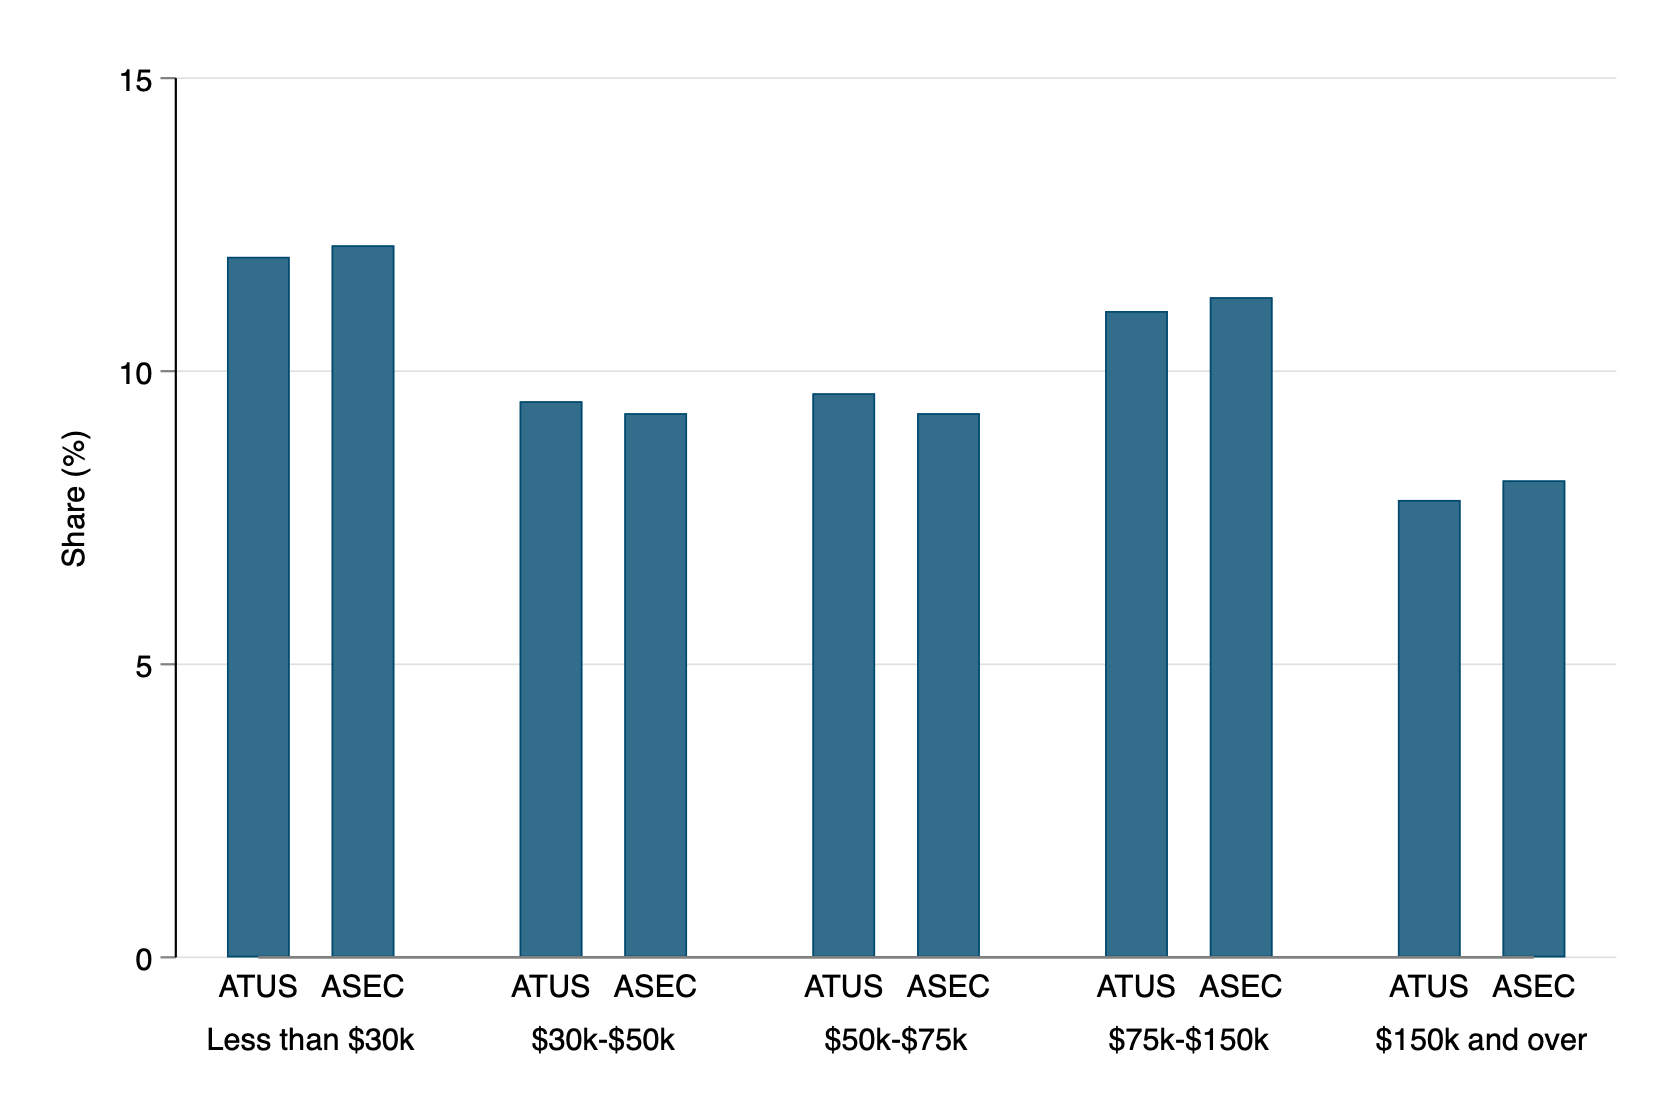 Share (%)
15
10
5
0
ATUS ASEC ATUS ASEC ATUS ASEC ATUS ASEC ATUS ASEC
Less than $30k $30k-$50k $50k-$75k $75k-$150k $150k and over